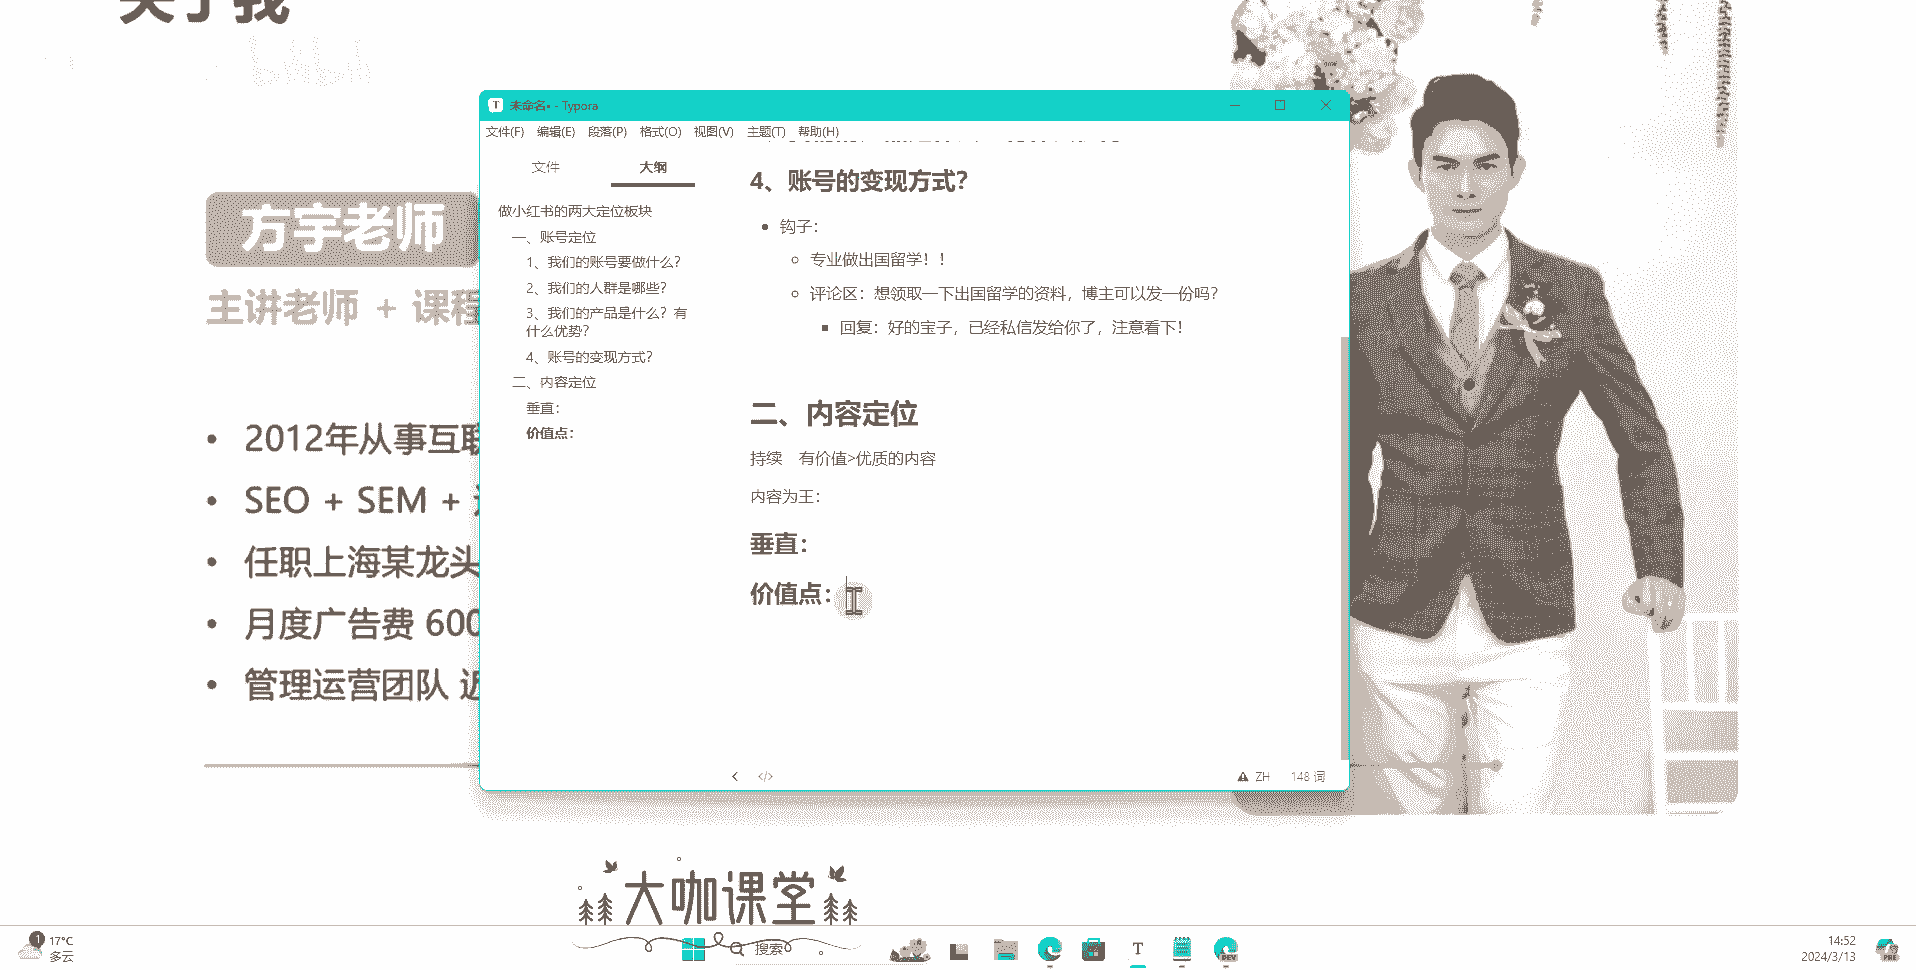 关于我
方宇老师
主讲老师 + 课程
• 2012年从事互联
• SEO + SEM +
• 任职上海某龙头
• 月度广告费 600
• 管理运营团队 近
未命名• - Typora
文件(F) 编辑(E) 段落(P) 格式(O) 视图(V) 主题(T) 帮助(H)
文件 大纲
做小红书的两大定位板块
一、账号定位
1、我们的账号要做什么？
2、我们的人群是哪些？
3、我们的产品是什么？有
什么优势？
4、账号的变现方式？
二、内容定位
垂直：
价值点：
4、账号的变现方式？
• 钩子：
○ 专业做出国留学！！
○ 评论区：想领取一下出国留学的资料，博主可以发一份吗？
▪ 回复：好的宝子，已经私信发给你了，注意看下！
二、内容定位
持续 有价值>优质的内容
内容为王：
垂直：
价值点：
ZH 148 词
大咖课堂
1
17°C
多云
搜索
T
DEV
14:52
2024/3/13
PRE